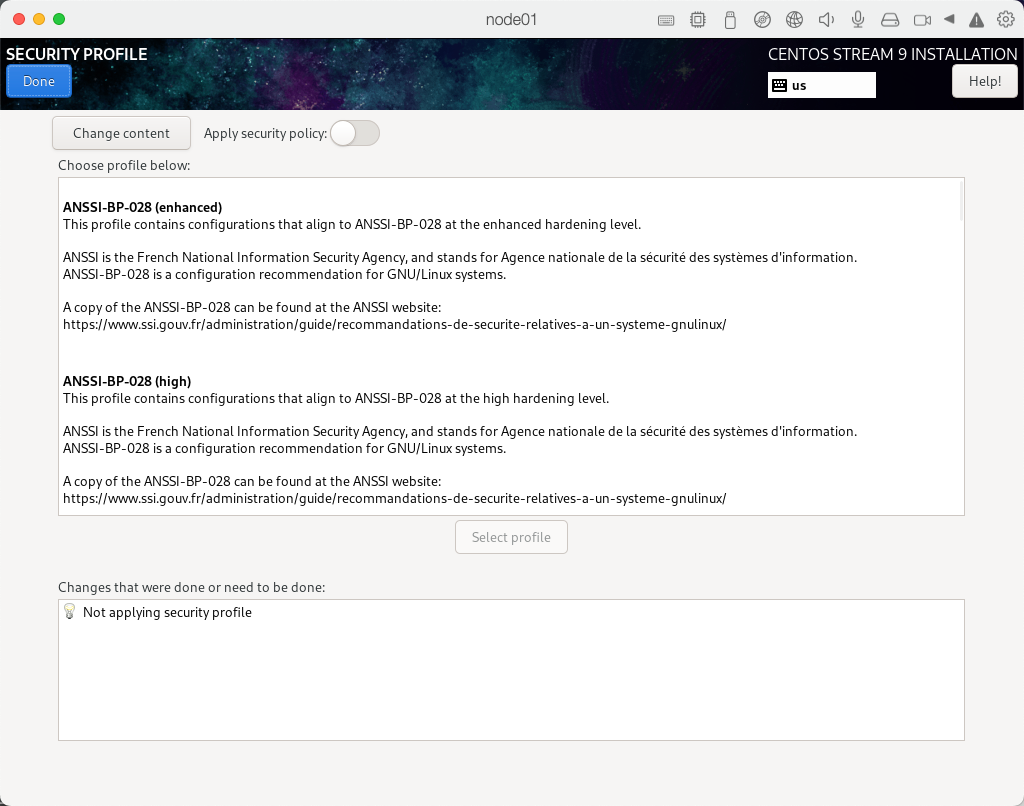 node01
SECURITY PROFILE
CENTOS STREAM 9 INSTALLATION
Done
us
Help!
Change content
Apply security policy:
Choose profile below:
ANSSI-BP-028 (enhanced)
This profile contains configurations that align to ANSSI-BP-028 at the enhanced hardening level.
ANSSI is the French National Information Security Agency, and stands for Agence nationale de la sécurité des systèmes d'information.
ANSSI-BP-028 is a configuration recommendation for GNU/Linux systems.
A copy of the ANSSI-BP-028 can be found at the ANSSI website:
https://www.ssi.gouv.fr/administration/guide/recommandations-de-securite-relatives-a-un-systeme-gnulinux/
ANSSI-BP-028 (high)
This profile contains configurations that align to ANSSI-BP-028 at the high hardening level.
ANSSI is the French National Information Security Agency, and stands for Agence nationale de la sécurité des systèmes d'information.
ANSSI-BP-028 is a configuration recommendation for GNU/Linux systems.
A copy of the ANSSI-BP-028 can be found at the ANSSI website:
https://www.ssi.gouv.fr/administration/guide/recommandations-de-securite-relatives-a-un-systeme-gnulinux/
Select profile
Changes that were done or need to be done:
Not applying security profile